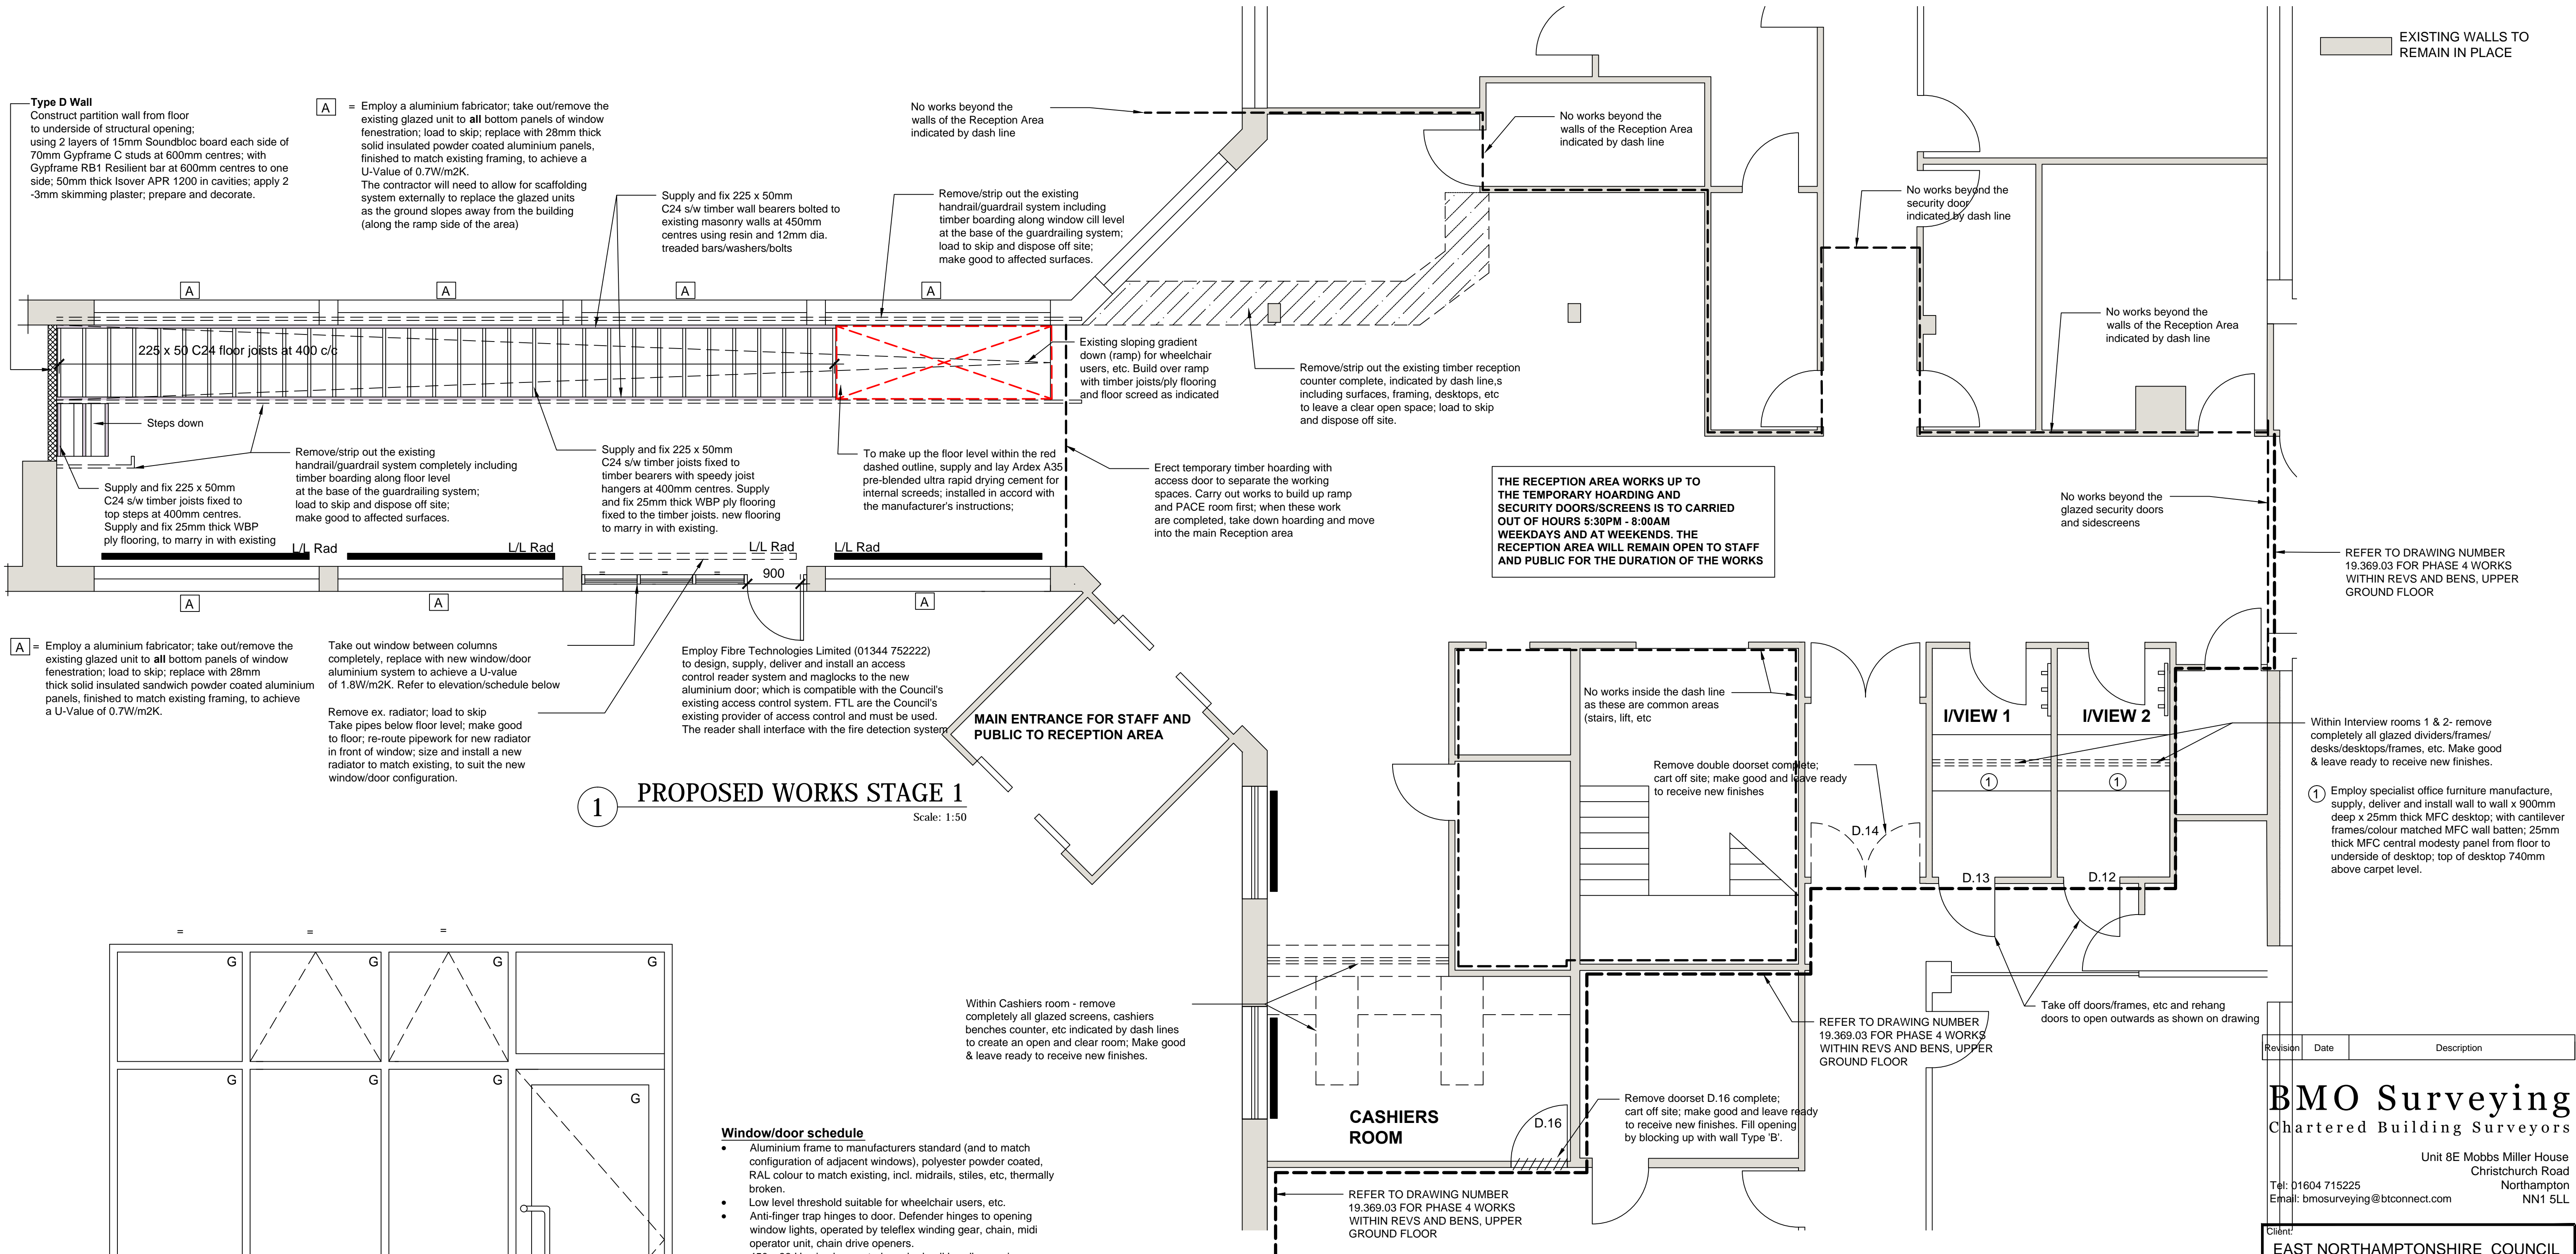 EXISTING WALLS TO
REMAIN IN PLACE
Type D Wall
Construct partition wall from floor
to underside of structural opening;
using 2 layers of 15mm Soundbloc board each side of
70mm Gypframe C studs at 600mm centres; with
Gypframe RB1 Resilient bar at 600mm centres to one
side; 50mm thick Isover APR 1200 in cavities; apply 2
-3mm skimming plaster; prepare and decorate.
A = Employ a aluminium fabricator; take out/remove the
existing glazed unit to all bottom panels of window
fenestration; load to skip; replace with 28mm thick
solid insulated powder coated aluminium panels,
finished to match existing framing, to achieve a
U-Value of 0.7W/m2K.
The contractor will need to allow for scaffolding
system externally to replace the glazed units
as the ground slopes away from the building
(along the ramp side of the area)
Supply and fix 225 x 50mm
C24 s/w timber wall bearers bolted to
existing masonry walls at 450mm
centres using resin and 12mm dia.
treaded bars/washers/bolts
Remove/strip out the existing
handrail/guardrail system including
timber boarding along window cill level
at the base of the guardrailing system;
load to skip and dispose off site;
make good to affected surfaces.
No works beyond the
walls of the Reception Area
indicated by dash line
No works beyond the
walls of the Reception Area
indicated by dash line
No works beyond the
security door
indicated by dash line
No works beyond the
walls of the Reception Area
indicated by dash line
A
A
A
A
225 x 50 C24 floor joists at 400 c/c
Existing sloping gradient
down (ramp) for wheelchair
users, etc. Build over ramp
with timber joists/ply flooring
and floor screed as indicated
Remove/strip out the existing timber reception
counter complete, indicated by dash line,s
including surfaces, framing, desktops, etc
to leave a clear open space; load to skip
and dispose off site.
Steps down
Supply and fix 225 x 50mm
C24 s/w timber joists fixed to
top steps at 400mm centres.
Supply and fix 25mm thick WBP
ply flooring, to marry in with existing
Remove/strip out the existing
handrail/guardrail system completely including
timber boarding along floor level
at the base of the guardrailing system;
load to skip and dispose off site;
make good to affected surfaces.
Supply and fix 225 x 50mm
C24 s/w timber joists fixed to
timber bearers with speedy joist
hangers at 400mm centres. Supply
and fix 25mm thick WBP ply flooring
fixed to the timber joists. new flooring
to marry in with existing.
To make up the floor level within the red
dashed outline, supply and lay Ardex A35
pre-blended ultra rapid drying cement for
internal screeds; installed in accord with
the manufacturer's instructions;
Erect temporary timber hoarding with
access door to separate the working
spaces. Carry out works to build up ramp
and PACE room first; when these work
are completed, take down hoarding and move
into the main Reception area
THE RECEPTION AREA WORKS UP TO
THE TEMPORARY HOARDING AND
SECURITY DOORS/SCREENS IS TO CARRIED
OUT OF HOURS 5:30PM - 8:00AM
WEEKDAYS AND AT WEEKENDS. THE
RECEPTION AREA WILL REMAIN OPEN TO STAFF
AND PUBLIC FOR THE DURATION OF THE WORKS
No works beyond the
glazed security doors
and sidescreens
REFER TO DRAWING NUMBER
19.369.03 FOR PHASE 4 WORKS
WITHIN REVS AND BENS, UPPER
GROUND FLOOR
L/L Rad
L/L Rad
L/L Rad
L/L Rad
= = =
900
A
A
A
A = Employ a aluminium fabricator; take out/remove the
existing glazed unit to all bottom panels of window
fenestration; load to skip; replace with 28mm
thick solid insulated sandwich powder coated aluminium
panels, finished to match existing framing, to achieve
a U-Value of 0.7W/m2K.
Take out window between columns
completely, replace with new window/door
aluminium system to achieve a U-value
of 1.8W/m2K. Refer to elevation/schedule below
Remove ex. radiator; load to skip
Take pipes below floor level; make good
to floor; re-route pipework for new radiator
in front of window; size and install a new
radiator to match existing, to suit the new
window/door configuration.
Employ Fibre Technologies Limited (01344 752222)
to design, supply, deliver and install an access
control reader system and maglocks to the new
aluminium door; which is compatible with the Council's
existing access control system. FTL are the Council's
existing provider of access control and must be used.
The reader shall interface with the fire detection system
MAIN ENTRANCE FOR STAFF AND
PUBLIC TO RECEPTION AREA
1 PROPOSED WORKS STAGE 1
Scale: 1:50
No works inside the dash line
as these are common areas
(stairs, lift, etc
Remove double doorset complete;
cart off site; make good and leave ready
to receive new finishes
D.14
I/VIEW 1
I/VIEW 2
1
1
D.13
D.12
Within Interview rooms 1 & 2- remove
completely all glazed dividers/frames/
desks/desktops/frames, etc. Make good
& leave ready to receive new finishes.
1 Employ specialist office furniture manufacture,
supply, deliver and install wall to wall x 900mm
deep x 25mm thick MFC desktop; with cantilever
frames/colour matched MFC wall batten; 25mm
thick MFC central modesty panel from floor to
underside of desktop; top of desktop 740mm
above carpet level.
Take off doors/frames, etc and rehang
doors to open outwards as shown on drawing
REFER TO DRAWING NUMBER
19.369.03 FOR PHASE 4 WORKS
WITHIN REVS AND BENS, UPPER
GROUND FLOOR
Within Cashiers room - remove
completely all glazed screens, cashiers
benches counter, etc indicated by dash lines
to create an open and clear room; Make good
& leave ready to receive new finishes.
CASHIERS
ROOM
D.16
Remove doorset D.16 complete;
cart off site; make good and leave ready
to receive new finishes. Fill opening
by blocking up with wall Type 'B'.
REFER TO DRAWING NUMBER
19.369.03 FOR PHASE 4 WORKS
WITHIN REVS AND BENS, UPPER
GROUND FLOOR
= = =
G G G G
G G G G
Window/door schedule
• Aluminium frame to manufacturers standard (and to match
configuration of adjacent windows), polyester powder coated,
RAL colour to match existing, incl. midrails, stiles, etc, thermally
broken.
• Low level threshold suitable for wheelchair users, etc.
• Anti-finger trap hinges to door. Defender hinges to opening
window lights, operated by teleflex winding gear, chain, midi
operator unit, chain drive openers.
Revision Date Description
BMO Surveying
Chartered Building Surveyors
Unit 8E Mobbs Miller House
Christchurch Road
Tel: 01604 715225 Northampton
Email: bmosurveying@btconnect.com NN1 5LL
Client:
EAST NORTHAMPTONSHIRE COUNCIL